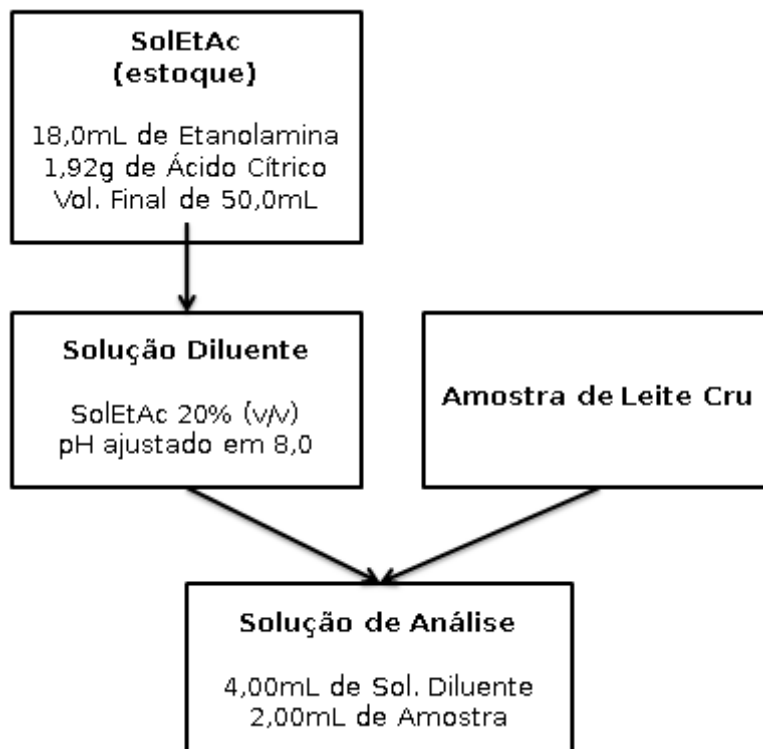 SolEtAc
(estoque)
18,0mL de Etanolamina
1,92g de Ácido Cítrico
Vol. Final de 50,0mL
Solução Diluente
SolEtAc 20% (v/v)
pH ajustado em 8,0
Amostra de Leite Cru
Solução de Análise
4,00mL de Sol. Diluente
2,00mL de Amostra